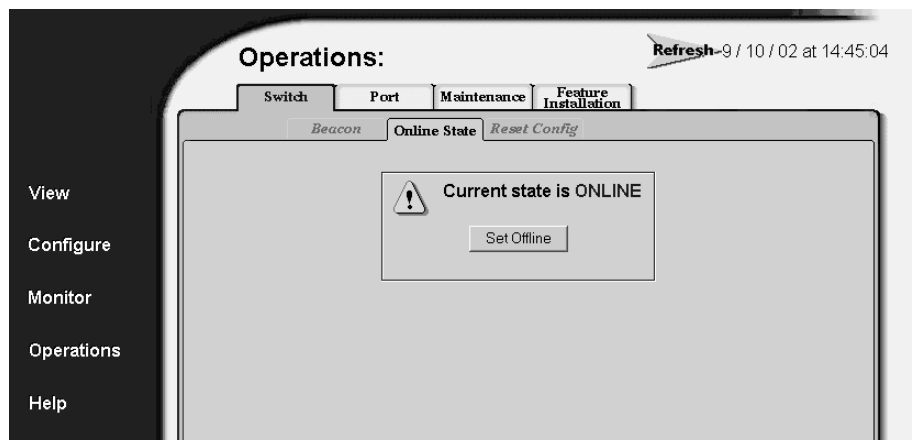 Operations:
Refresh-9 / 10 / 02 at 14:45:04
Switch Port Maintenance Feature Installation
Beacon Online State Reset Config
View
Current state is ONLINE
Configure
Set Offline
Monitor
Operations
Help